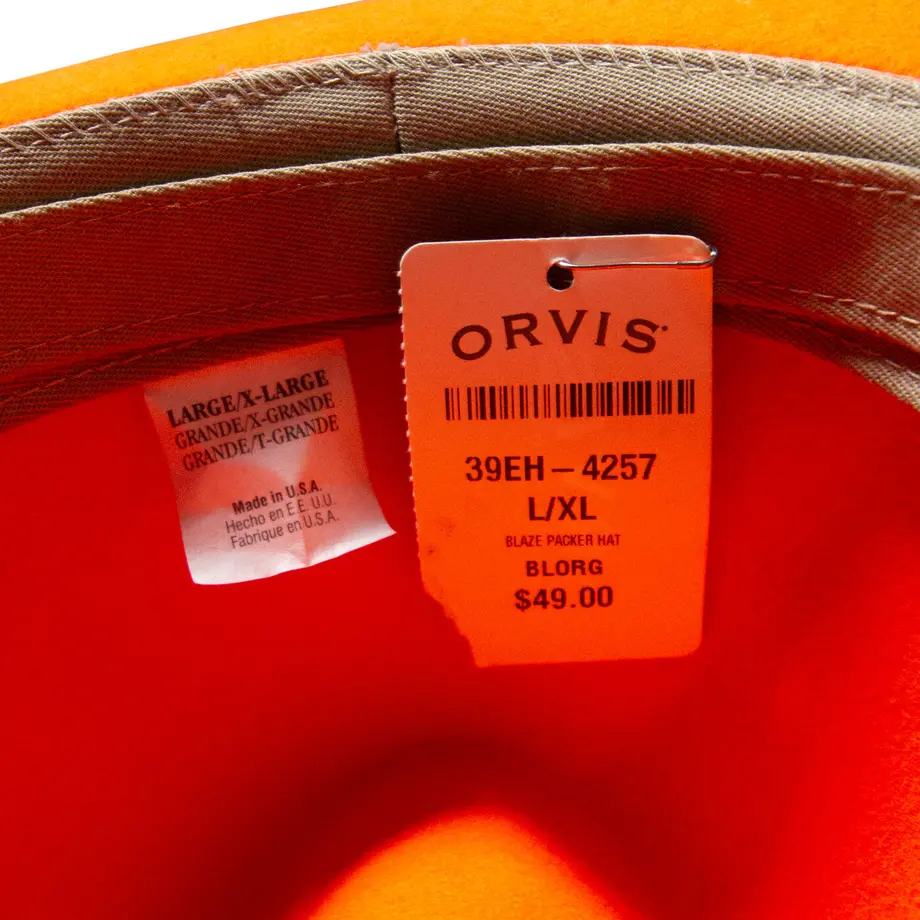 LARGE/X-LARGE
GRANDE/X-GRANDE
GRANDE/T-GRANDE
Made in U.S.A.
Hecho en E.E. U.U.
Fabrique en U.S.A.
ORVIS
39EH-4257
L/XL
BLAZE PACKER HAT
BLORG
$49.00